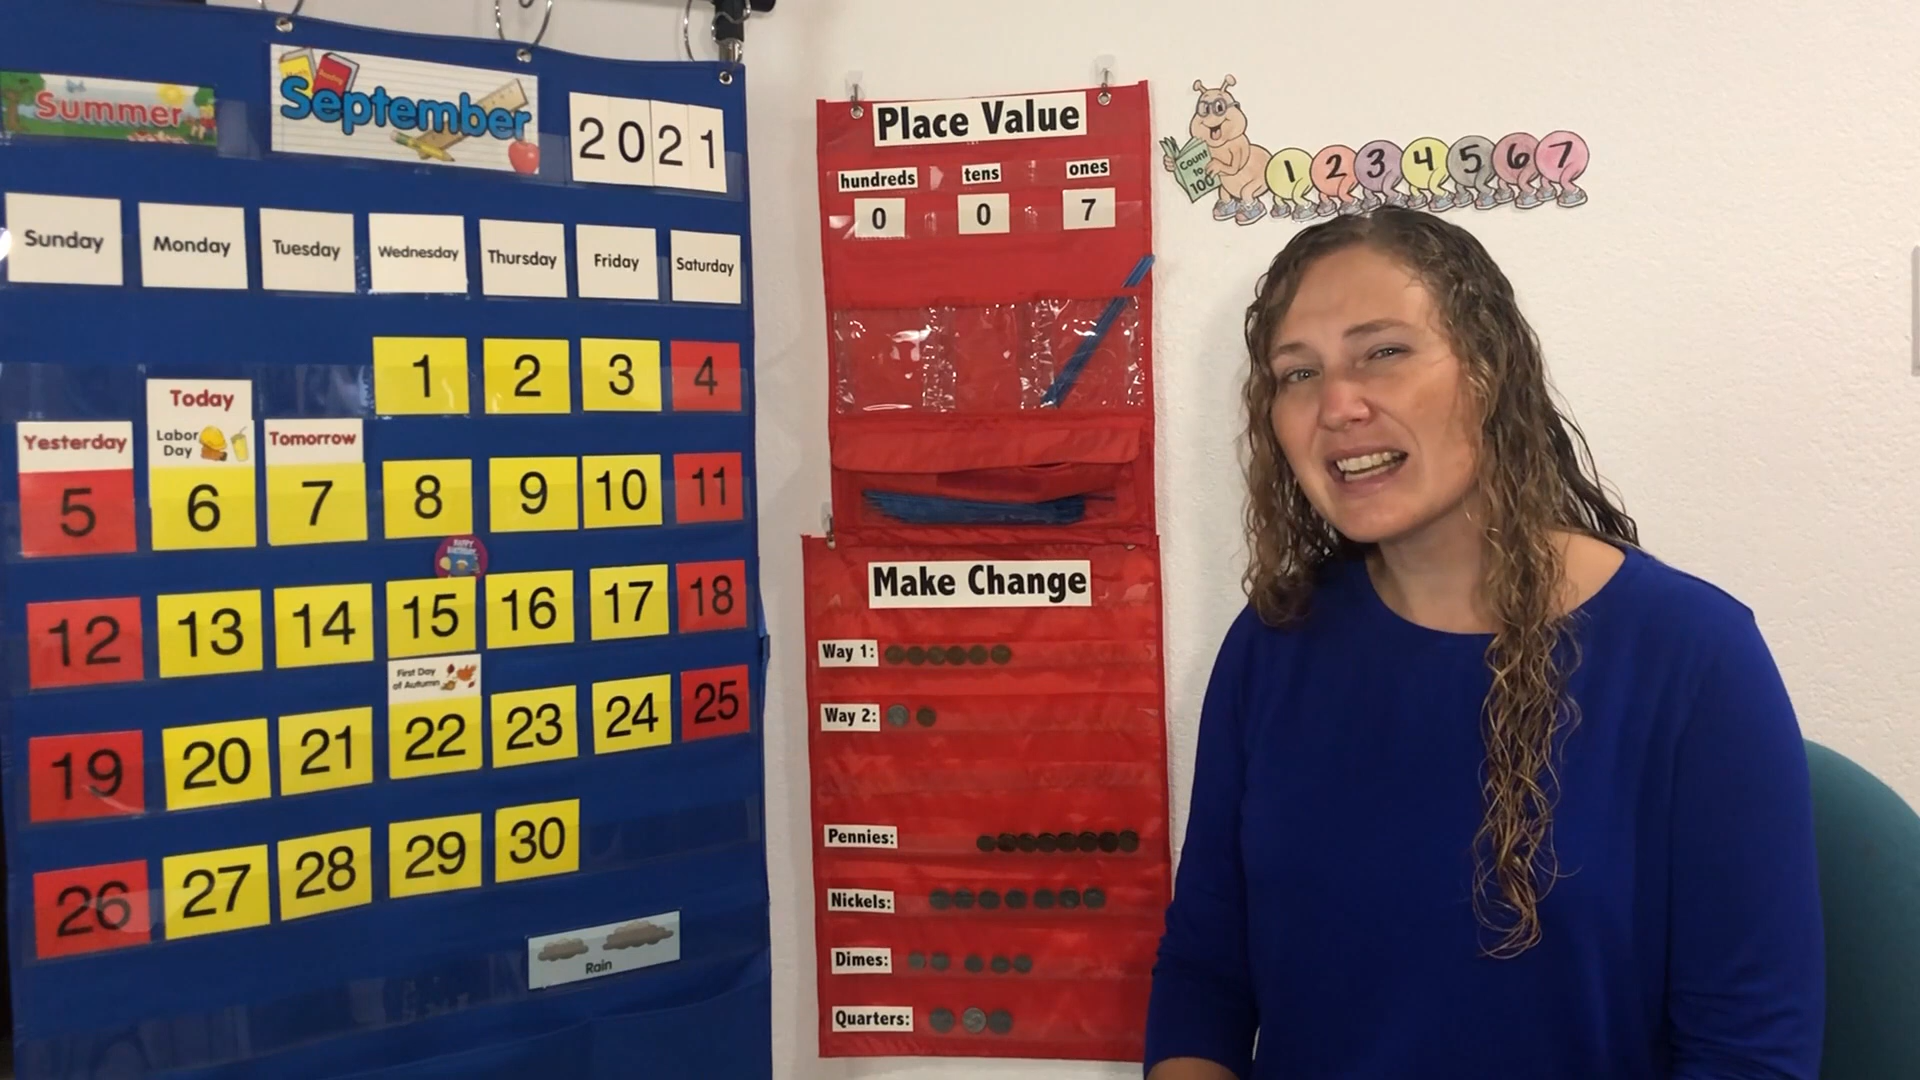 Summer
September
2021
Sunday Monday Tuesday Wednesday Thursday Friday Saturday
1 2 3 4
Today
Labor
Day
Yesterday
Tomorrow
5 6 7 8 9 10 11
HAPPY
BIRTHDAY
12 13 14 15 16 17 18
First Day
of Autumn
19 20 21 22 23 24 25
26 27 28 29 30
Rain
Place Value
hundreds tens ones
0 0 7
Make Change
Way 1:
Way 2:
Pennies:
Nickels:
Dimes:
Quarters:
Count
to
100
1 2 3 4 5 6 7